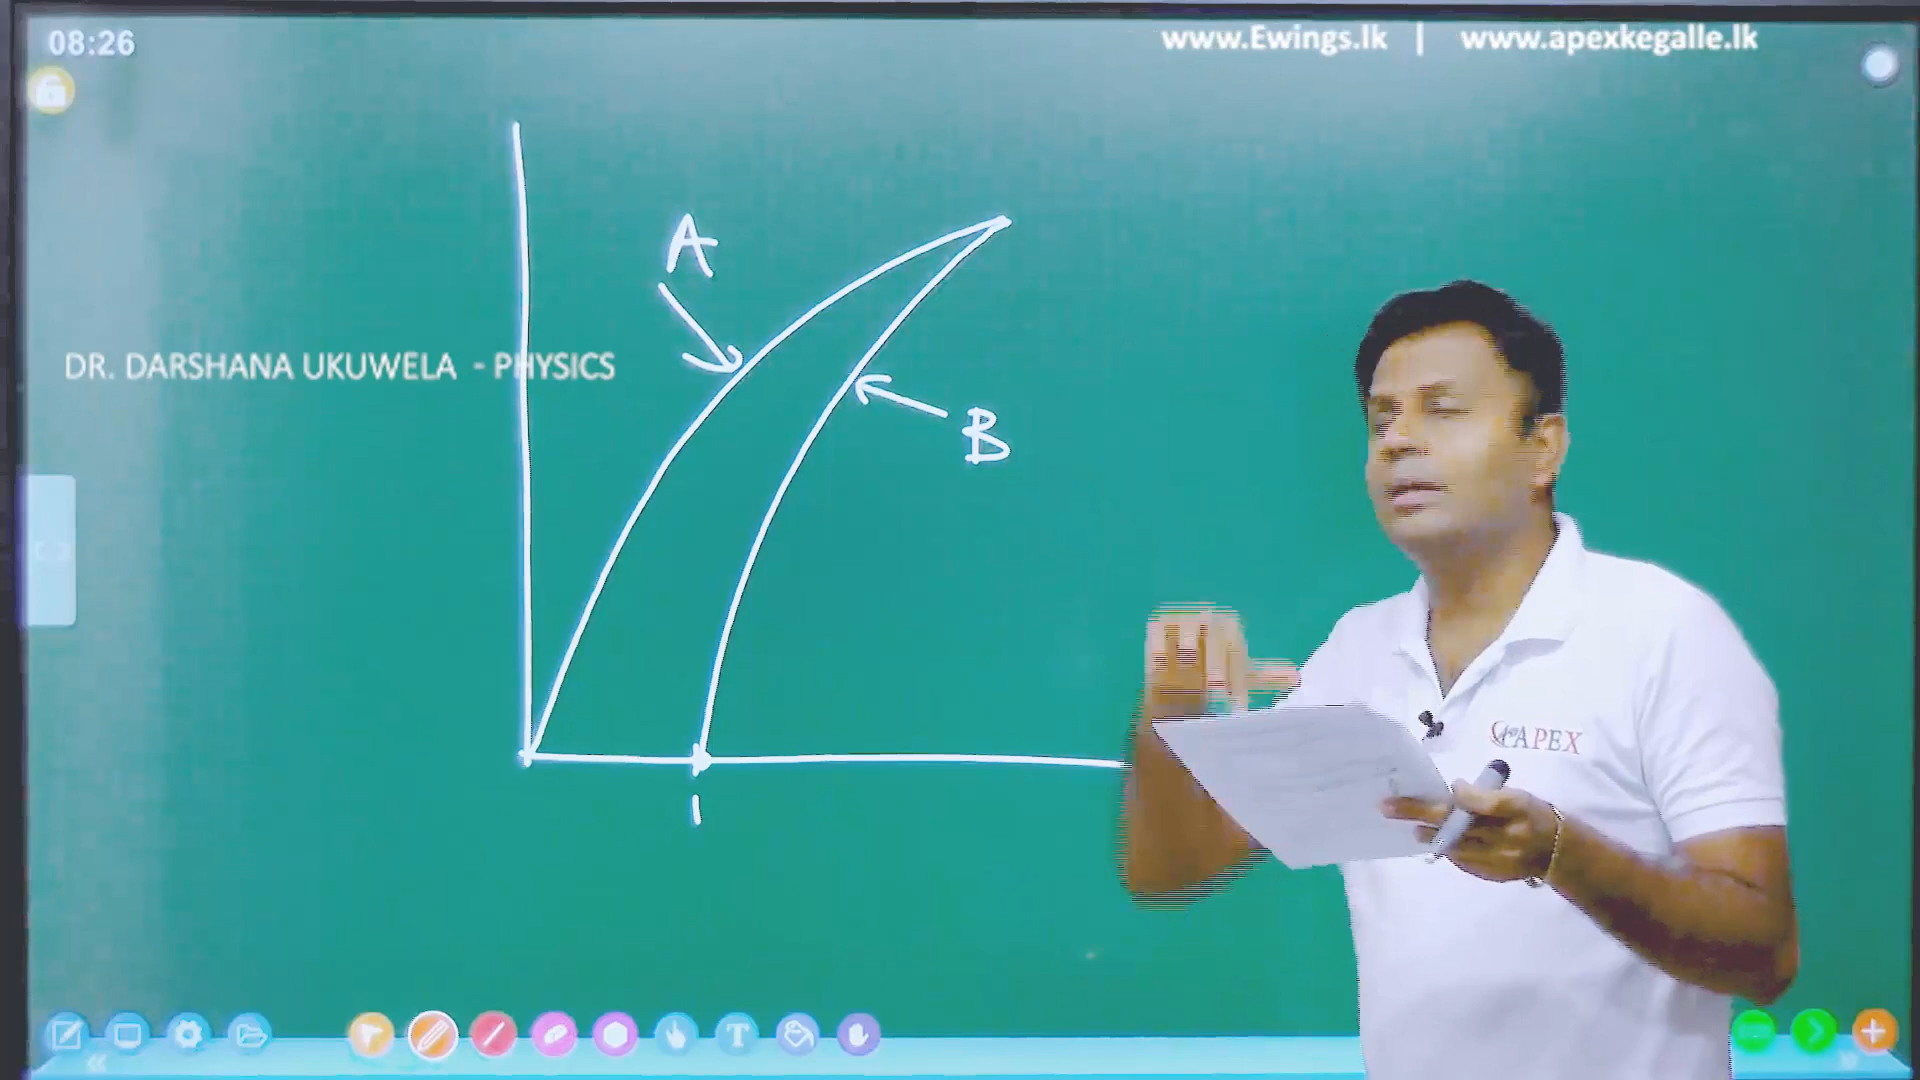 08:26
www.Ewings.lk | www.apexkegalle.lk
A
DR. DARSHANA UKUWELA - PHYSICS
B
APEX
1
T